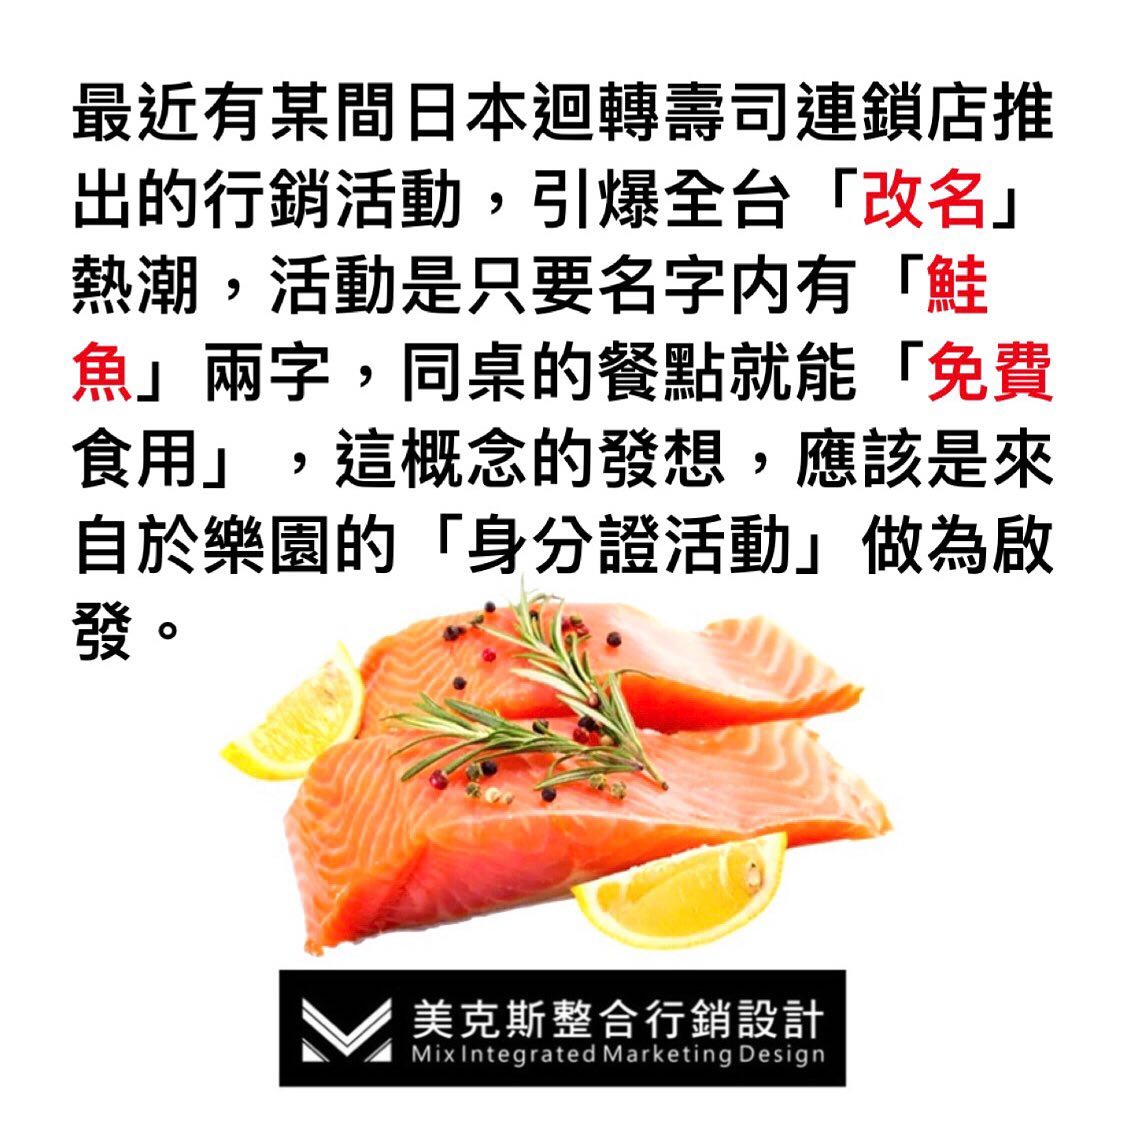 最近有某間日本迴轉壽司連鎖店推
出的行銷活動，引爆全台「改名」
熱潮，活動是只要名字內有「鮭
魚」兩字，同桌的餐點就能「免費
食用」，這概念的發想，應該是來
自於樂園的「身分證活動」做為啟
發。
美克斯整合行銷設計
Mix Integrated Marketing Design